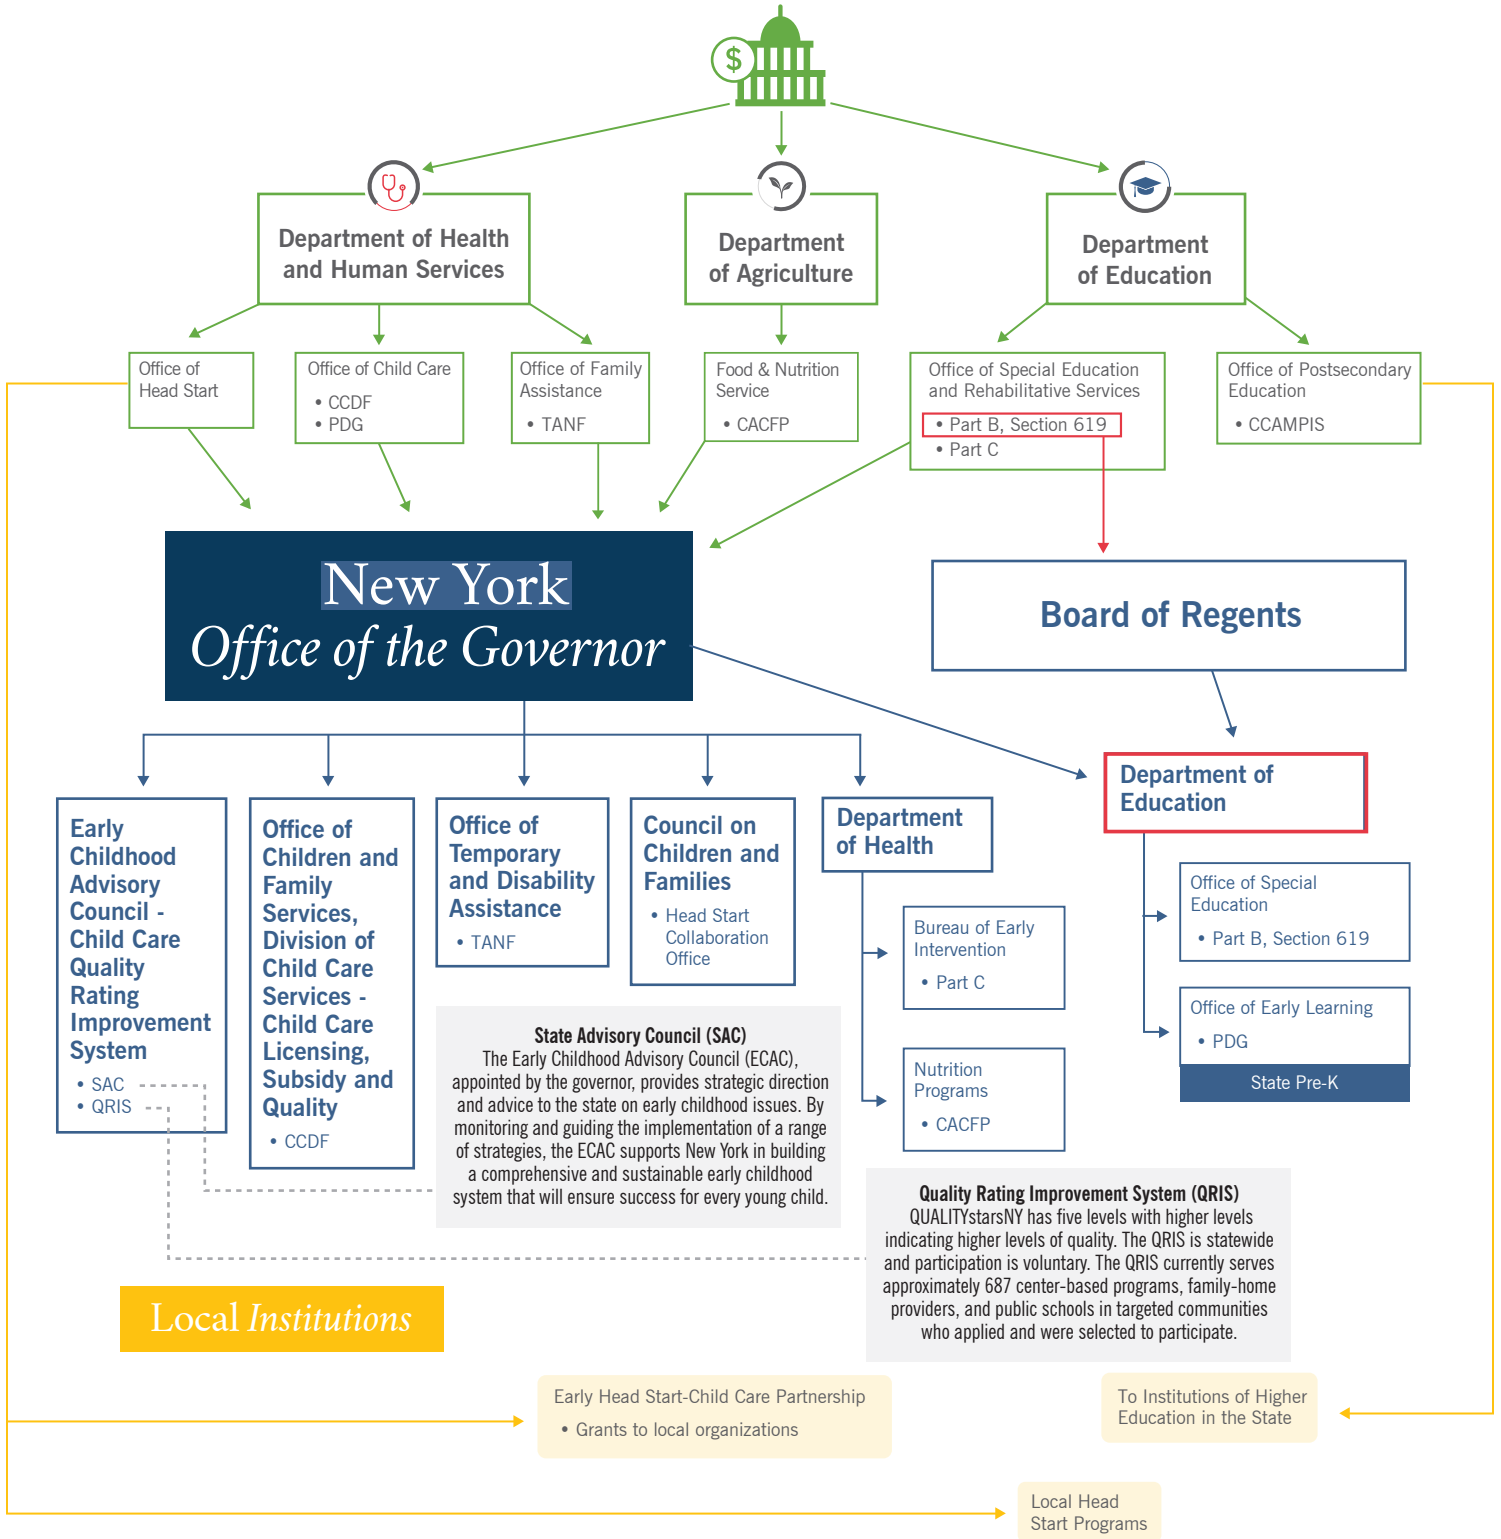 $
Department of Health
and Human Services
Department
of Agriculture
Department
of Education
Office of
Head Start
Office of Child Care
• CCDF
• PDG
Office of Family
Assistance
• TANF
Food & Nutrition
Service
• CACFP
Office of Special Education
and Rehabilitative Services
• Part B, Section 619
• Part C
Office of Postsecondary
Education
• CCAMPIS
New York
Office of the Governor
Board of Regents
Early
Childhood
Advisory
Council -
Child Care
Quality
Rating
Improvement
System
• SAC
• QRIS
Office of
Children and
Family
Services,
Division of
Child Care
Services -
Child Care
Licensing,
Subsidy and
Quality
• CCDF
Office of
Temporary
and Disability
Assistance
• TANF
Council on
Children and
Families
• Head Start
Collaboration
Office
Department
of Health
Bureau of Early
Intervention
• Part C
Nutrition
Programs
• CACFP
Department of
Education
Office of Special
Education
• Part B, Section 619
Office of Early Learning
• PDG
State Pre-K
State Advisory Council (SAC)
The Early Childhood Advisory Council (ECAC),
appointed by the governor, provides strategic direction
and advice to the state on early childhood issues. By
monitoring and guiding the implementation of a range
of strategies, the ECAC supports New York in building
a comprehensive and sustainable early childhood
system that will ensure success for every young child.
Quality Rating Improvement System (QRIS)
QUALITYstarsNY has five levels with higher levels
indicating higher levels of quality. The QRIS is statewide
and participation is voluntary. The QRIS currently serves
approximately 687 center-based programs, family-home
providers, and public schools in targeted communities
who applied and were selected to participate.
Local Institutions
Early Head Start-Child Care Partnership
• Grants to local organizations
To Institutions of Higher
Education in the State
Local Head
Start Programs